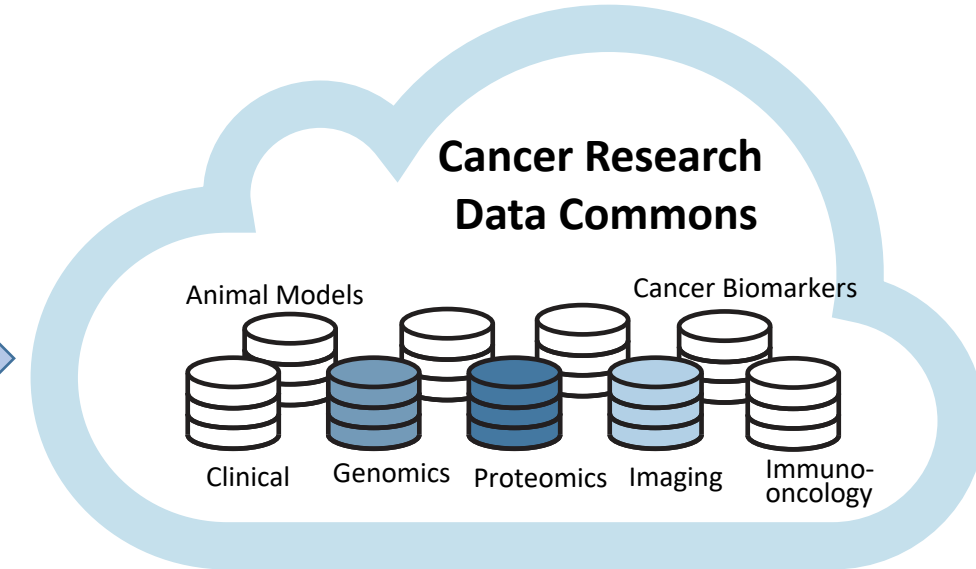 Cancer Research
Data Commons
Animal Models
Cancer Biomarkers
Clinical
Genomics
Proteomics
Imaging
Immuno-
oncology